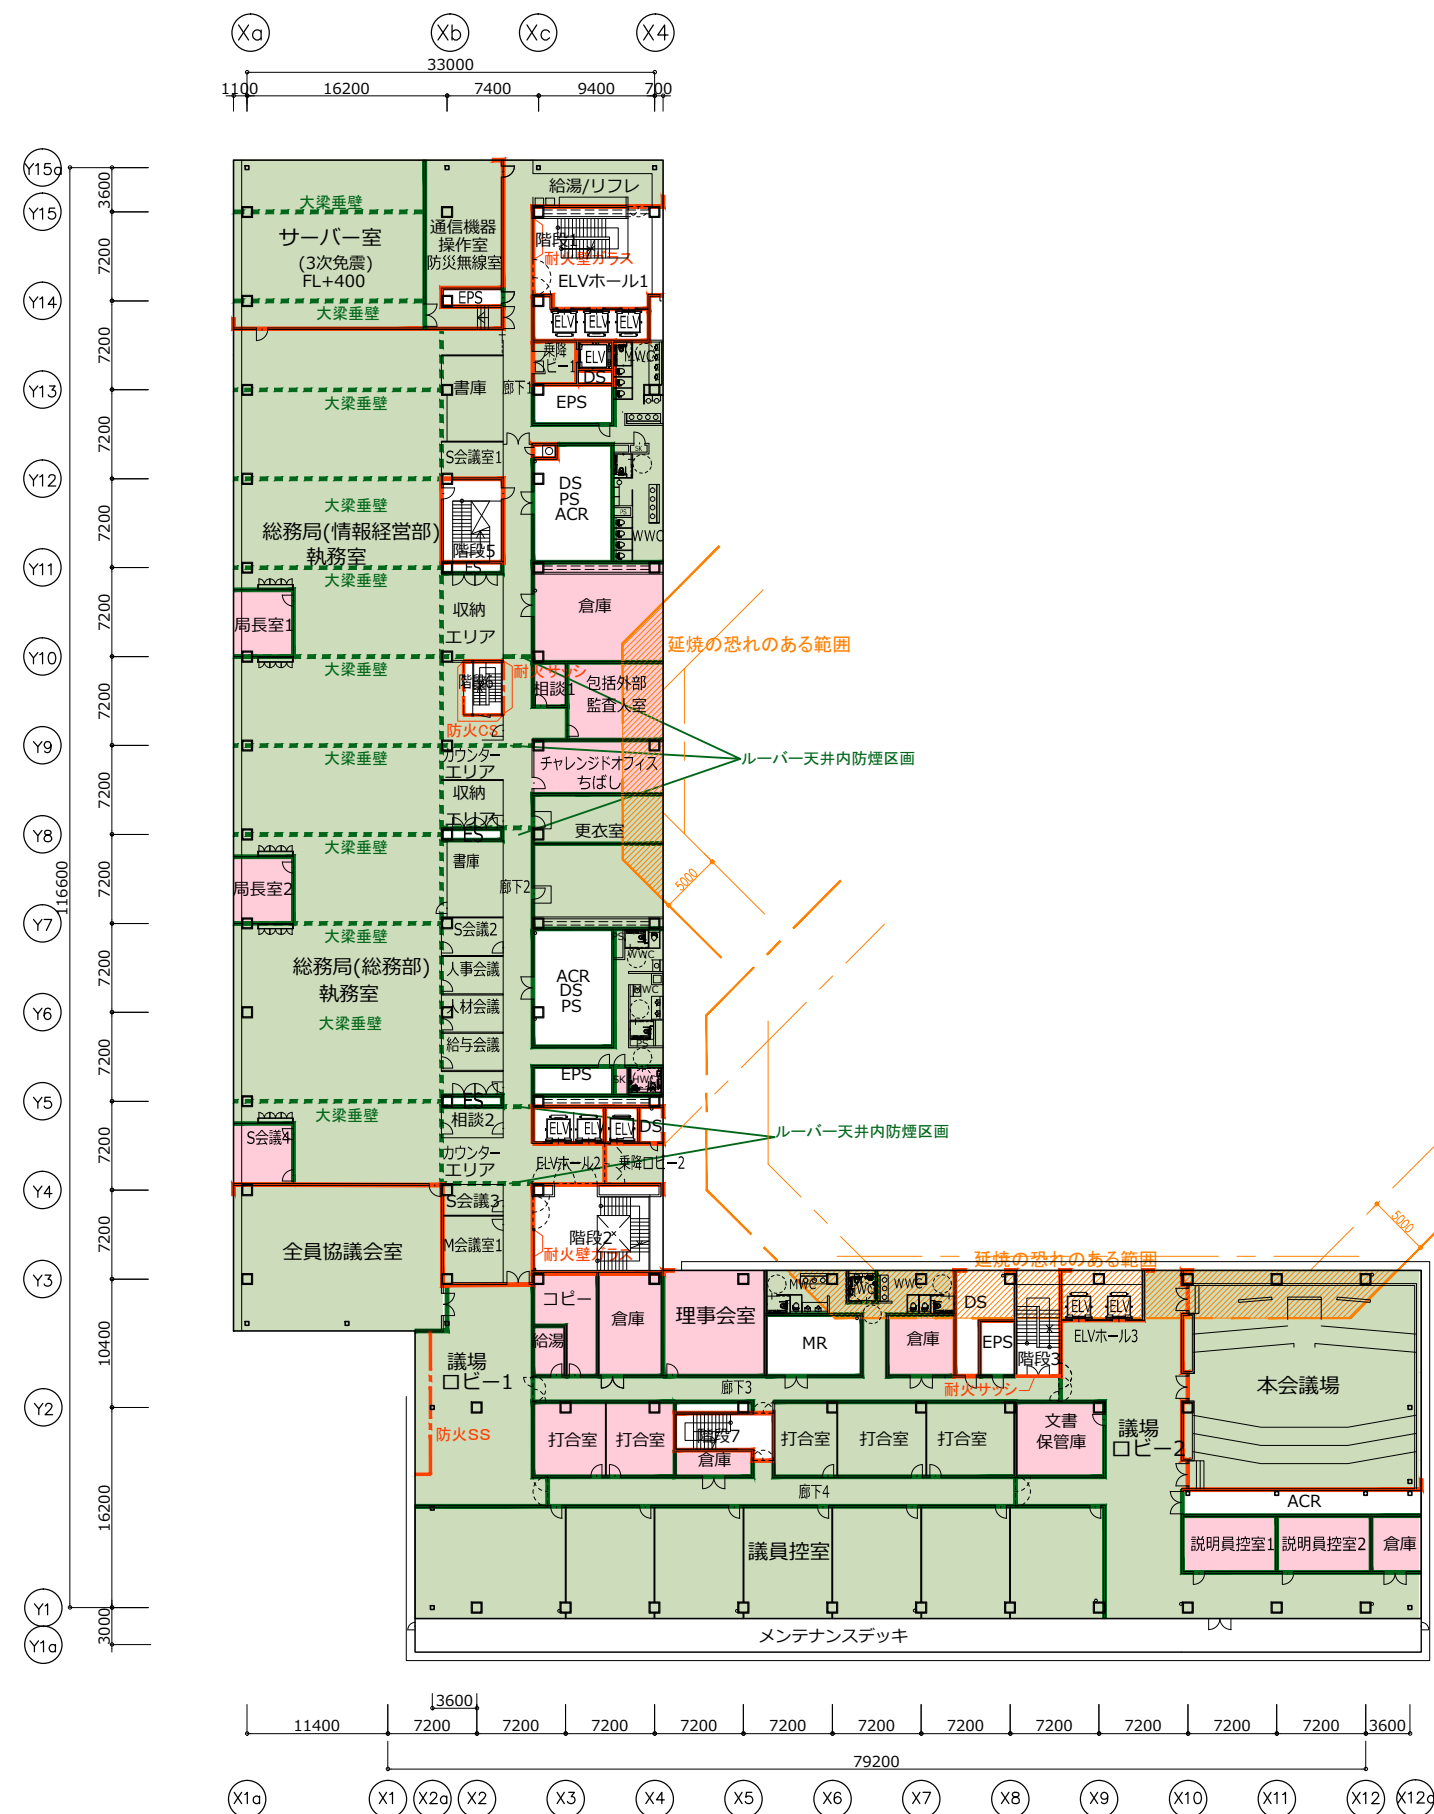 Xa
Xb
Xc
X4
33000
1100
16200
7400
9400
700
Y15a
3600
Y15
7200
Y14
7200
Y13
7200
Y12
7200
Y11
7200
Y10
7200
Y9
7200
Y8
116600
7200
Y7
7200
Y6
7200
Y5
7200
Y4
7200
Y3
10400
Y2
16200
Y1
3000
Y1a
給湯/リフレ
大梁垂壁
サーバー室
(3次免震)
FL+400
大梁垂壁
通信機器
操作室
防災無線室
EPS
階段1
耐火壁ガラス
ELVホール1
ELV
ELV
ELV
乗降
ロビー1
ELV
DS
MWC
書庫
廊下1
EPS
大梁垂壁
S会議室1
SK
DS
PS
ACR
PS
WWC
大梁垂壁
総務局(情報経営部)
執務室
階段5
ES
大梁垂壁
収納
エリア
倉庫
局長室1
延焼の恐れのある範囲
大梁垂壁
階段6
耐火サッシ
相談1
包括外部
監査人室
防火CS
大梁垂壁
カウンター
エリア
チャレンジドオフィス
ちばし
ルーバー天井内防煙区画
収納
エリア
ES
更衣室
大梁垂壁
書庫
廊下2
局長室2
5000
大梁垂壁
S会議2
総務局(総務部)
執務室
人事会議
ACR
DS
PS
WWC
MWC
人材会議
大梁垂壁
給与会議
PS
EPS
SK
HWC
ES
大梁垂壁
相談2
ELV
ELV
ELV
DS
ルーバー天井内防煙区画
S会議4
カウンター
エリア
ELVホール2
乗降ロビー2
S会議3
階段2
耐火壁ガラス
全員協議会室
M会議室1
5000
延焼の恐れのある範囲
コピー
倉庫
理事会室
MWC
HWC
WWC
DS
ELV
ELV
給湯
MR
倉庫
EPS
階段3
ELVホール3
議場
ロビー1
廊下3
耐火サッシー
本会議場
防火SS
打合室
打合室
階段7
倉庫
打合室
打合室
打合室
文書
保管庫
議場
ロビー2
廊下4
ACR
議員控室
説明員控室1
説明員控室2
倉庫
メンテナンスデッキ
3600
11400
7200
7200
7200
7200
7200
7200
7200
7200
7200
7200
7200
3600
79200
X1a
X1
X2a
X2
X3
X4
X5
X6
X7
X8
X9
X10
X11
X12
X12a